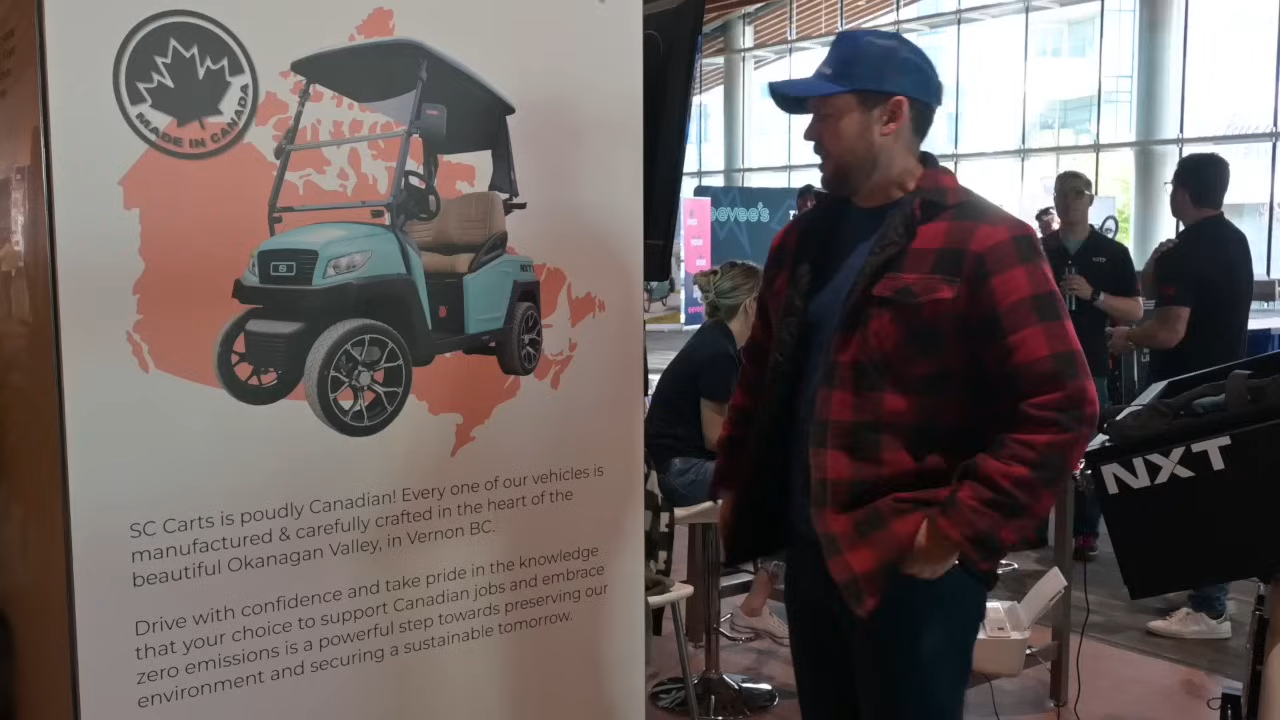 MADE IN CANADA
S
NXT
SC Carts is poudly Canadian! Every one of our vehicles is
manufactured & carefully crafted in the heart of the
beautiful Okanagan Valley, in Vernon BC.
Drive with confidence and take pride in the knowledge
that your choice to support Canadian jobs and embrace
zero emissions is a powerful step towards preserving our
environment and securing a sustainable tomorrow.
eevee's
NXT